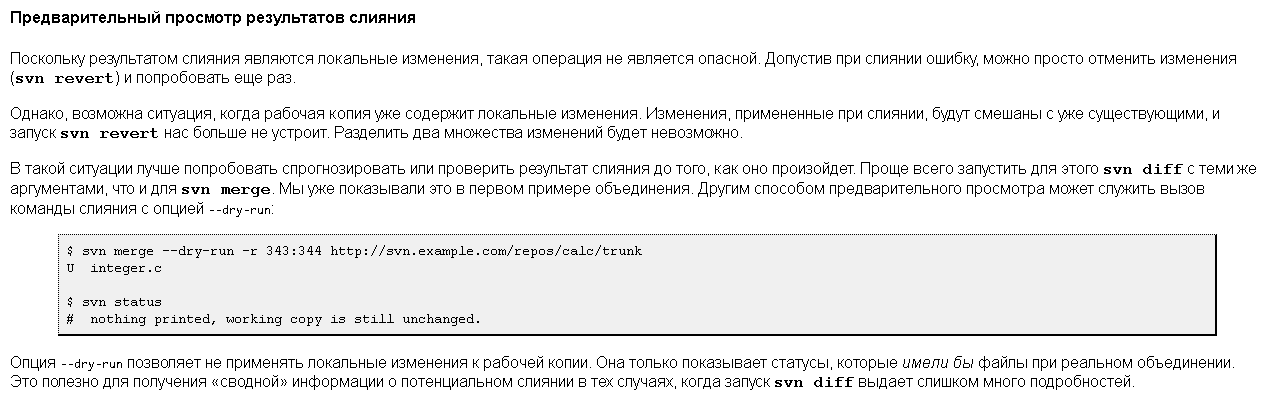 Предварительный просмотр результатов слияния
Поскольку результатом слияния являются локальные изменения, такая операция не является опасной. Допустив при слиянии ошибку, можно просто отменить изменения
(svn revert) и попробовать еще раз.
Однако, возможна ситуация, когда рабочая копия уже содержит локальные изменения. Изменения, примененные при слиянии, будут смешаны с уже существующими, и
запуск svn revert нас больше не устроит. Разделить два множества изменений будет невозможно.
В такой ситуации лучше попробовать спрогнозировать или проверить результат слияния до того, как оно произойдет. Проще всего запустить для этого svn diff с теми же
аргументами, что и для svn merge. Мы уже показывали это в первом примере объединения. Другим способом предварительного просмотра может служить вызов
команды слияния с опцией --dry-run:
$ svn merge --dry-run -r 343:344 http://svn.example.com/repos/calc/trunk
U  integer.c
$ svn status
#  nothing printed, working copy is still unchanged.
Опция --dry-run позволяет не применять локальные изменения к рабочей копии. Она только показывает статусы, которые имели бы файлы при реальном объединении.
Это полезно для получения «сводной» информации о потенциальном слиянии в тех случаях, когда запуск svn diff выдает слишком много подробностей.